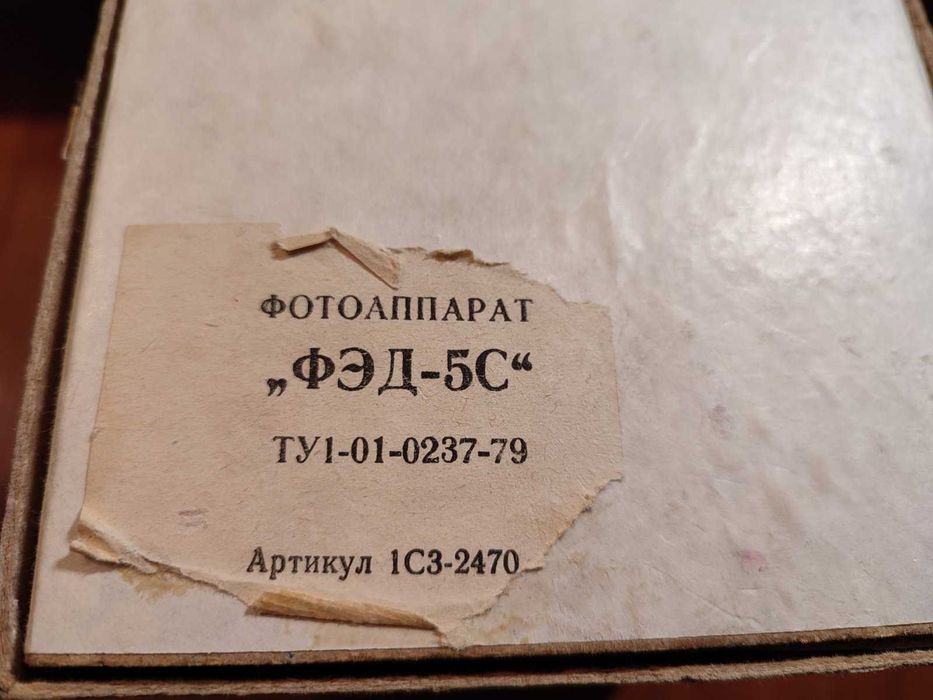 ФОТОАППАРАТ
„ФЭД-5С“
ТУ1-01-0237-79
Артикул 1С3-2470